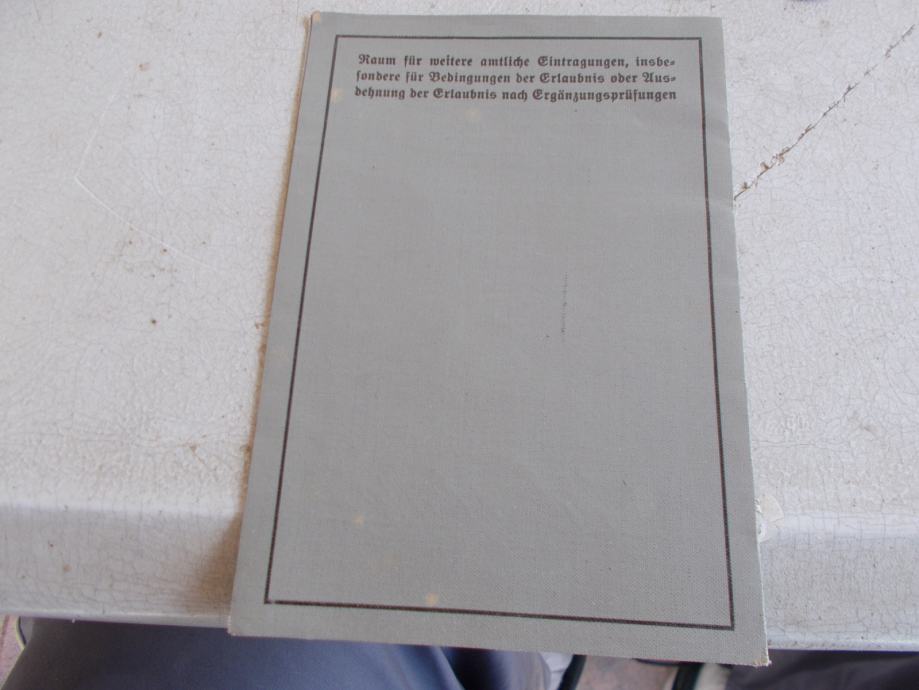 Raum für weitere amtliche Eintragungen, insbe-
sondere für Bedingungen der Erlaubnis oder Aus-
dehnung der Erlaubnis nach Ergänzungsprüfungen